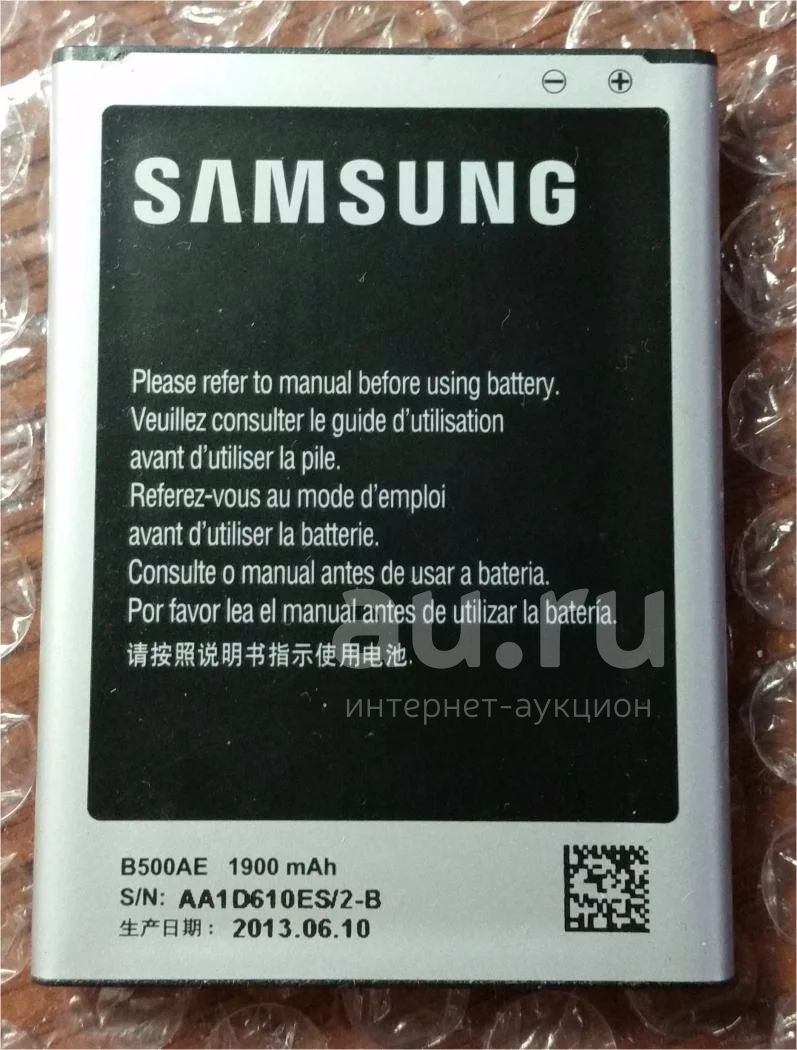 SAMSUNG
Please refer to manual before using battery.
Veuillez consulter le guide d'utilisation
avant d'utiliser la pile.
Referez-vous au mode d'emploi
avant d'utiliser la batterie.
Consulte o manual antes de usar a bateria.
Por favor lea el manual antes de utilizar la batería.
请按照说明书指示使用电池.
au.ru
интернет-аукцион
B500AE 1900 mAh
S/N: AA1D610ES/2-B
生产日期: 2013.06.10